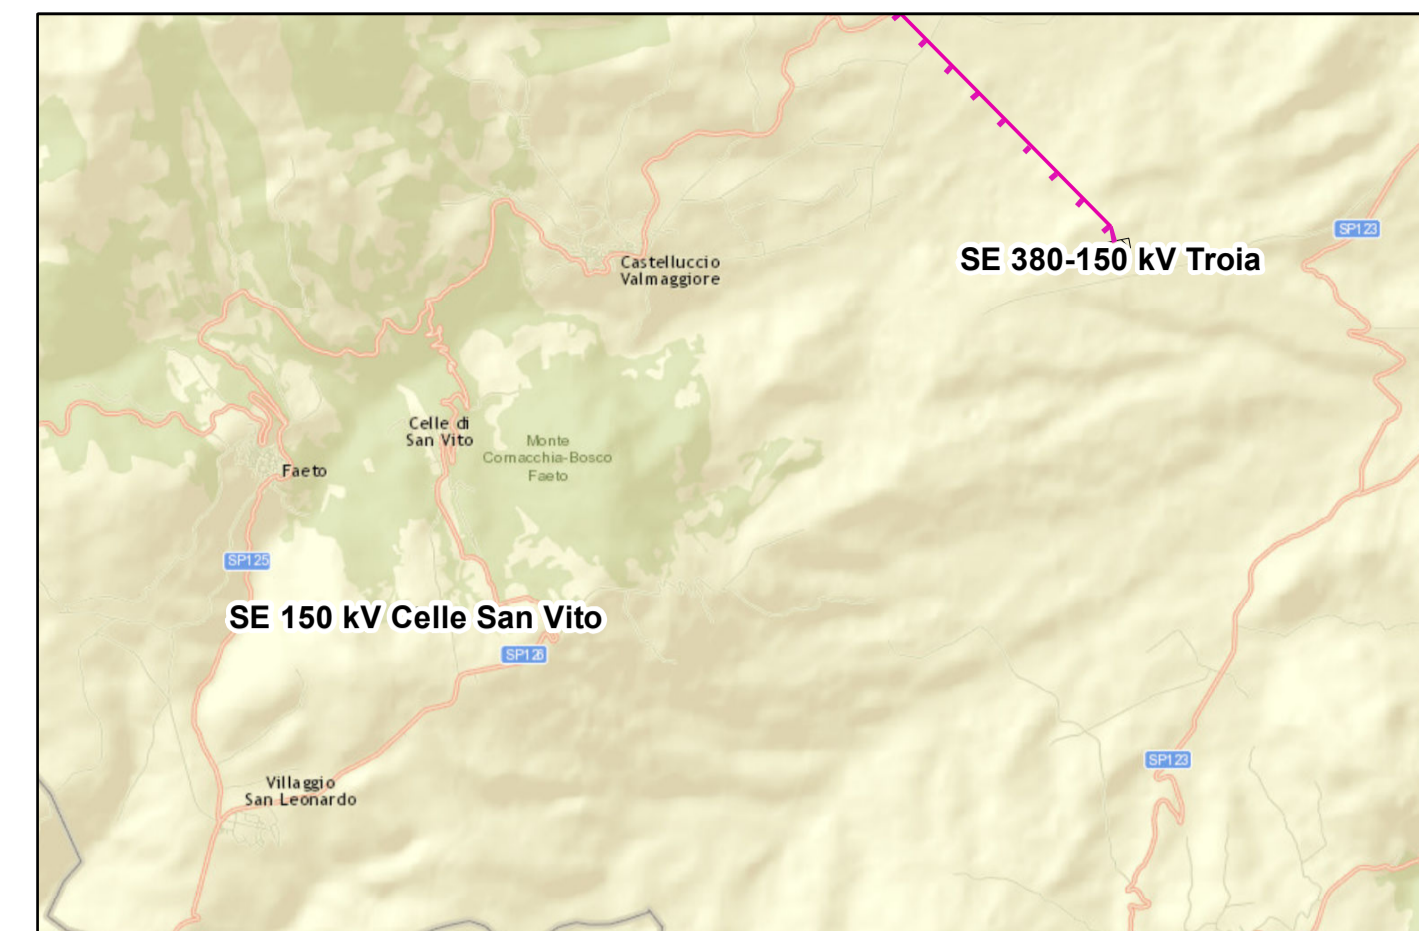 SP123
Castelluccio
Valmaggiore
SE 380-150 kV Troia
Celle di
San Vito
Monte
Cornacchia-Bosco
Faeto
Faeto
SP125
SE 150 kV Celle San Vito
SP126
SP123
Villaggio
San Leonardo